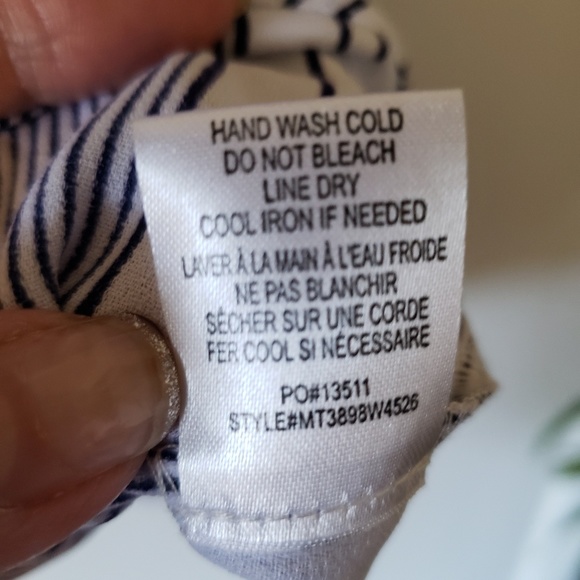 HAND WASH COLD
DO NOT BLEACH
LINE DRY
COOL IRON IF NEEDED
LAVER À LA MAIN À L'EAU FROIDE
NE PAS BLANCHIR
SÉCHER SUR UNE CORDE
FER COOL SI NÉCESSAIRE
PO#13511
STYLE#MT3898W4526